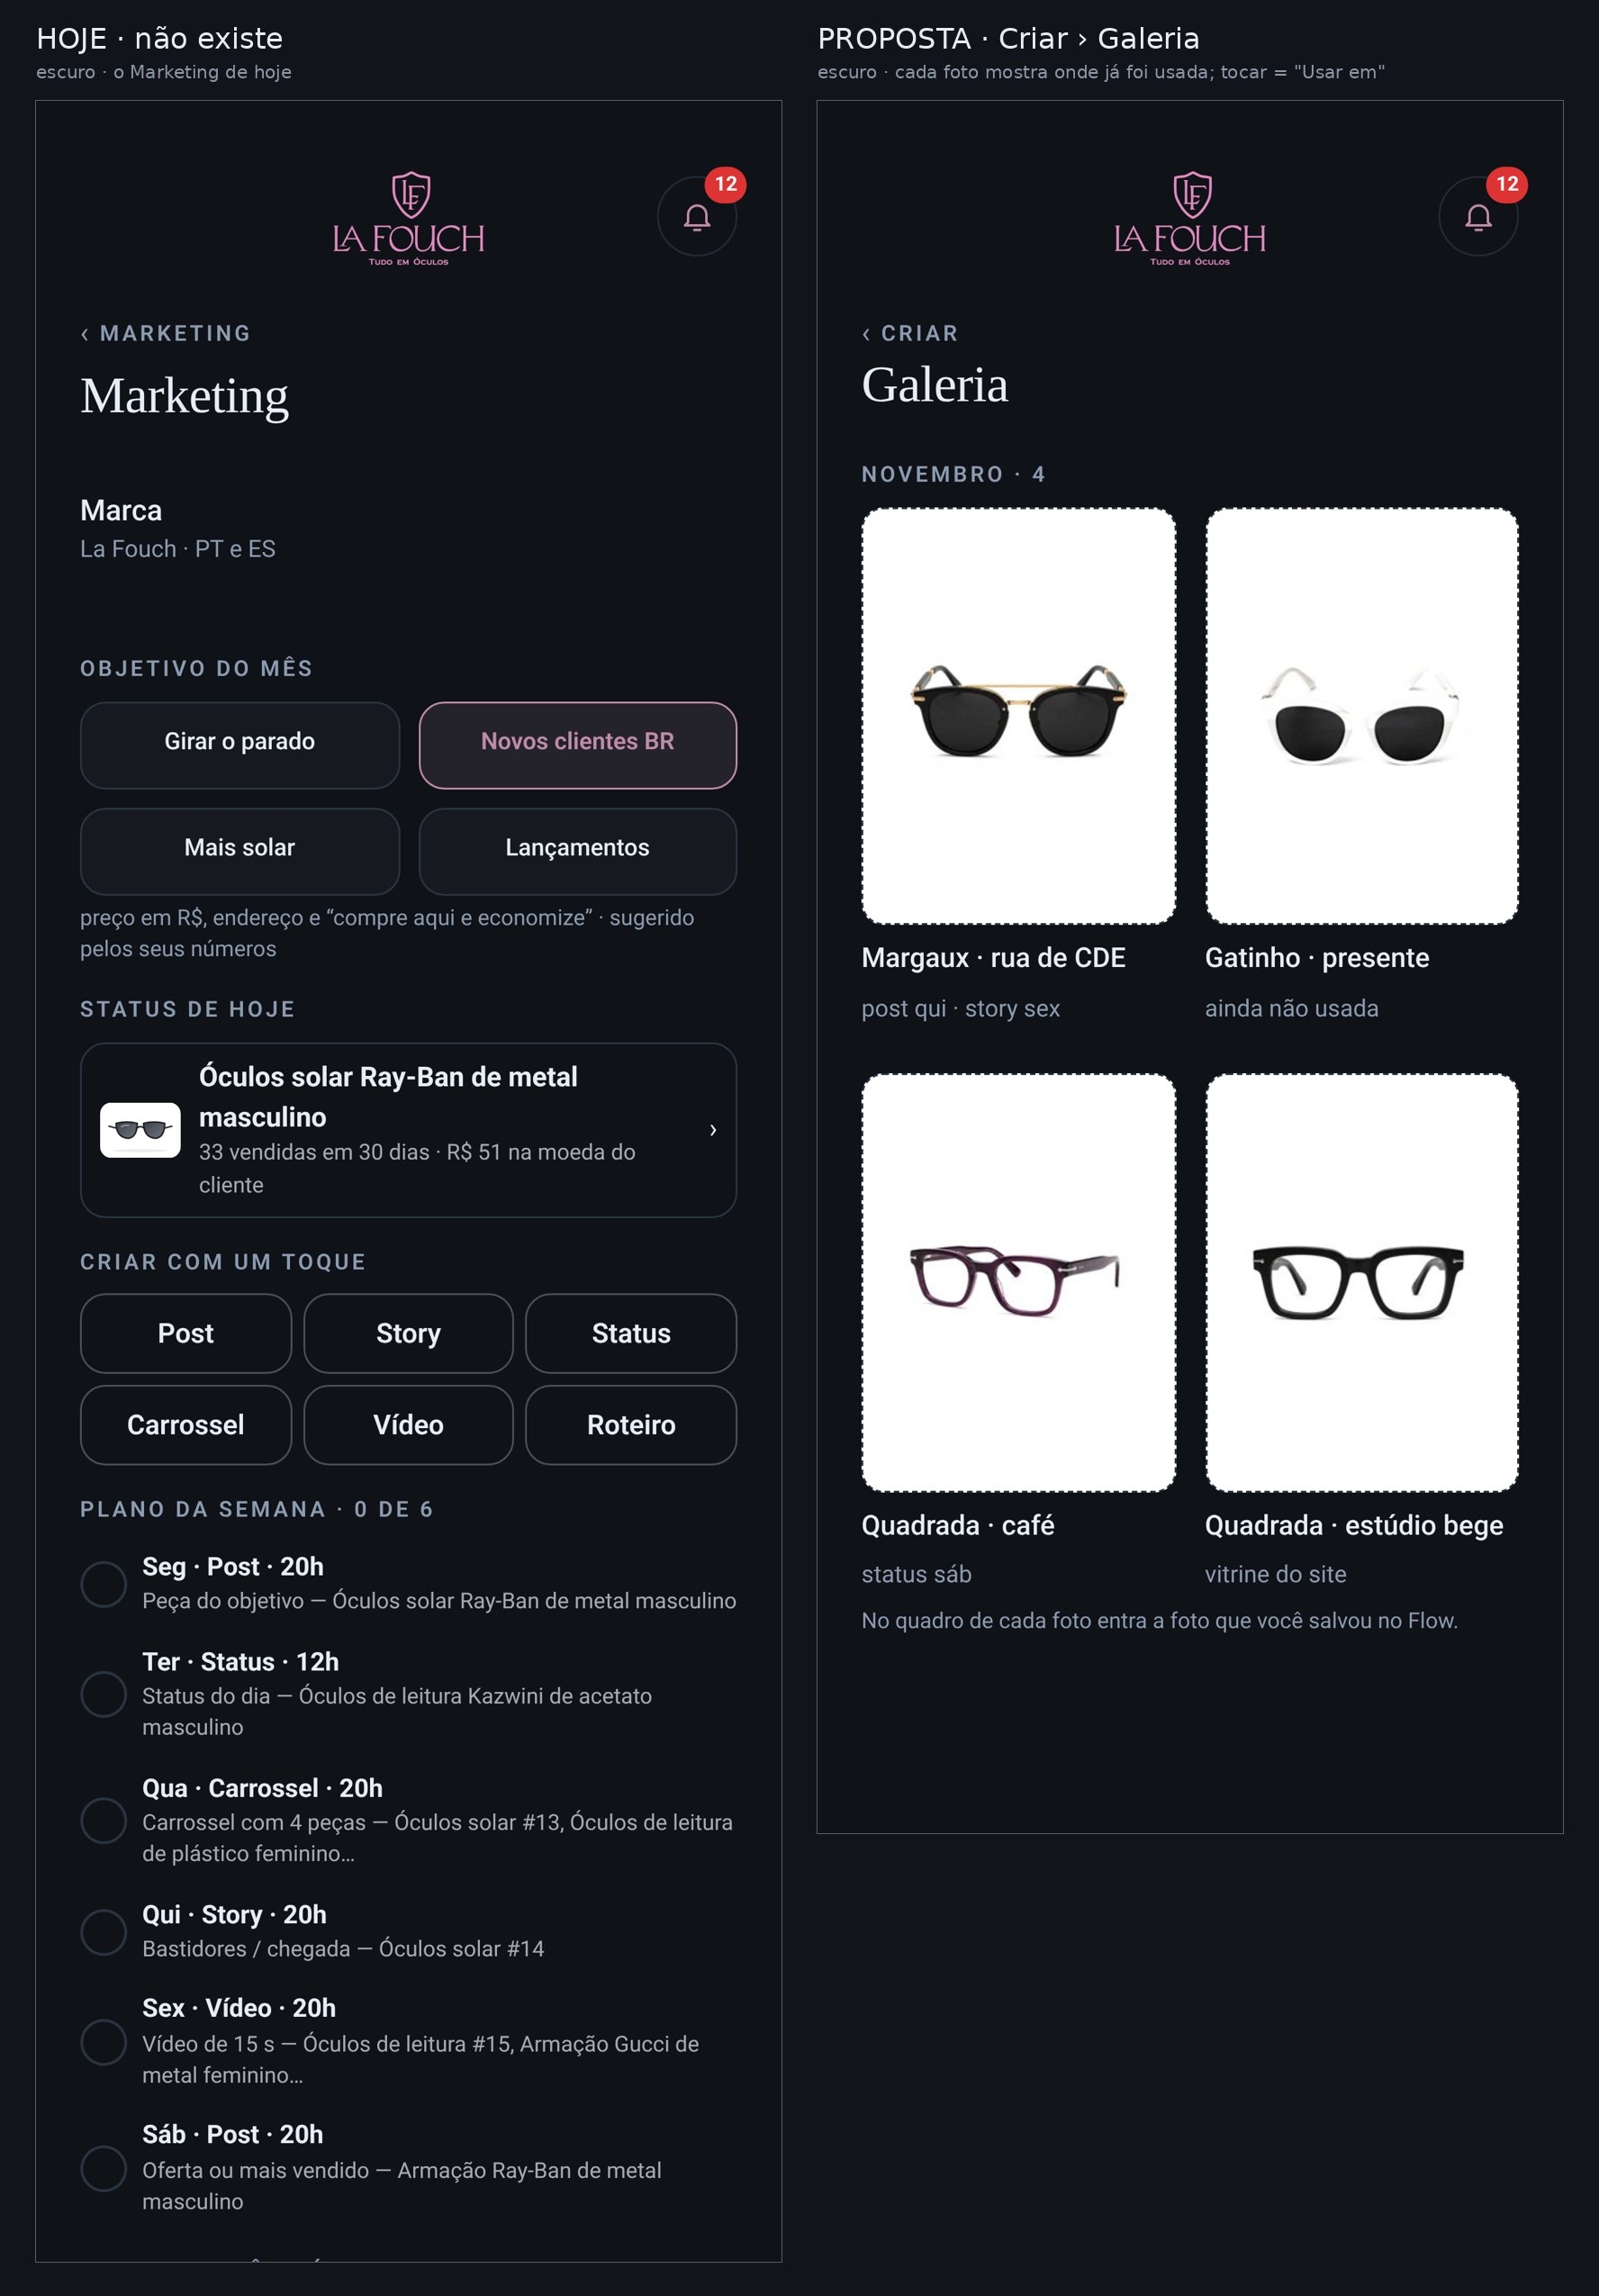 HOJE · não existe
escuro · o Marketing de hoje
LF
LA FOUCH
TUDO EM ÓCULOS
12
‹ MARKETING
Marketing
Marca
La Fouch · PT e ES
OBJETIVO DO MÊS
Girar o parado
Novos clientes BR
Mais solar
Lançamentos
preço em R$, endereço e “compre aqui e economize” · sugerido
pelos seus números
STATUS DE HOJE
Óculos solar Ray-Ban de metal
masculino
33 vendidas em 30 dias · R$ 51 na moeda do
cliente
›
CRIAR COM UM TOQUE
Post
Story
Status
Carrossel
Vídeo
Roteiro
PLANO DA SEMANA · 0 DE 6
Seg · Post · 20h
Peça do objetivo — Óculos solar Ray-Ban de metal masculino
Ter · Status · 12h
Status do dia — Óculos de leitura Kazwini de acetato
masculino
Qua · Carrossel · 20h
Carrossel com 4 peças — Óculos solar #13, Óculos de leitura
de plástico feminino…
Qui · Story · 20h
Bastidores / chegada — Óculos solar #14
Sex · Vídeo · 20h
Vídeo de 15 s — Óculos de leitura #15, Armação Gucci de
metal feminino…
Sáb · Post · 20h
Oferta ou mais vendido — Armação Ray-Ban de metal
masculino
PROPOSTA · Criar › Galeria
escuro · cada foto mostra onde já foi usada; tocar = "Usar em"
LF
LA FOUCH
TUDO EM ÓCULOS
12
‹ CRIAR
Galeria
NOVEMBRO · 4
Margaux · rua de CDE
post qui · story sex
Gatinho · presente
ainda não usada
Quadrada · café
status sáb
Quadrada · estúdio bege
vitrine do site
No quadro de cada foto entra a foto que você salvou no Flow.